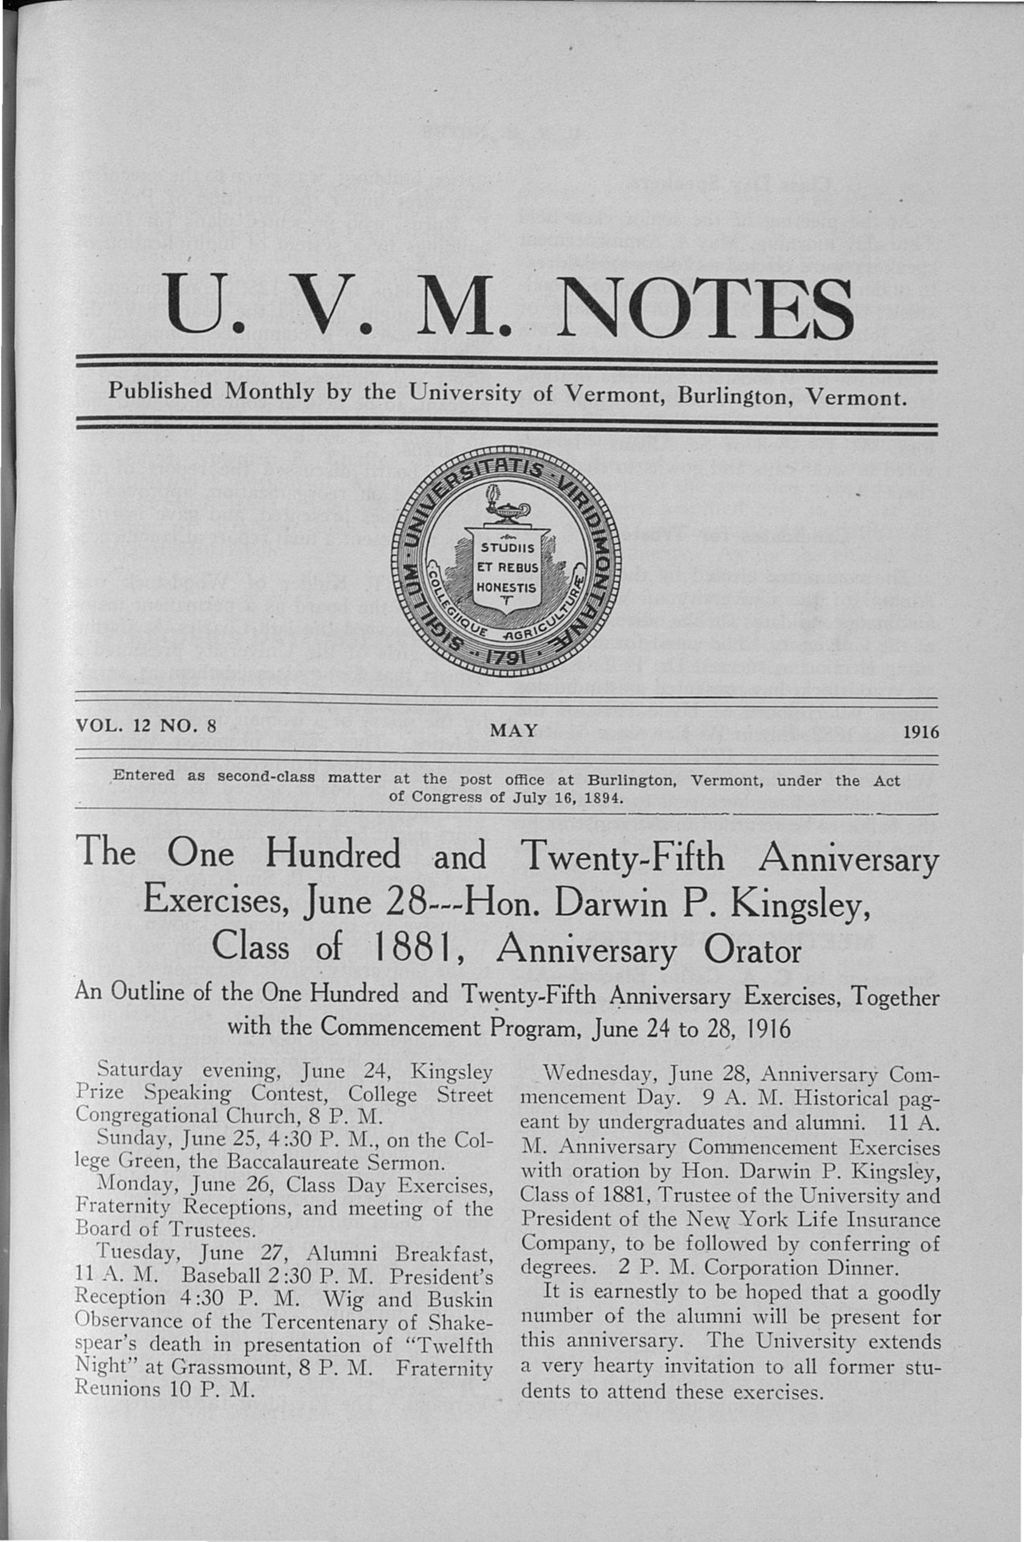 U. V. M. NOTES
Published Monthly by the University of Vermont, Burlington, Vermont.
SIGILLUM · UNIVERSITATIS · VIRIDIMONTANÆ
COLLEGIIQUE AGRICULTURÆ
STUDIIS
ET REBUS
HONESTIS
1791
VOL. 12 NO. 8 MAY 1916
Entered as second-class matter at the post office at Burlington, Vermont, under the Act
of Congress of July 16, 1894.
The One Hundred and Twenty-Fifth Anniversary
Exercises, June 28---Hon. Darwin P. Kingsley,
Class of 1881, Anniversary Orator
An Outline of the One Hundred and Twenty-Fifth Anniversary Exercises, Together
with the Commencement Program, June 24 to 28, 1916
Saturday evening, June 24, Kingsley
Prize Speaking Contest, College Street
Congregational Church, 8 P. M.
Sunday, June 25, 4:30 P. M., on the Col-
lege Green, the Baccalaureate Sermon.
Monday, June 26, Class Day Exercises,
Fraternity Receptions, and meeting of the
Board of Trustees.
Tuesday, June 27, Alumni Breakfast,
11 A. M. Baseball 2:30 P. M. President's
Reception 4:30 P. M. Wig and Buskin
Observance of the Tercentenary of Shake-
spear's death in presentation of "Twelfth
Night" at Grassmount, 8 P. M. Fraternity
Reunions 10 P. M.
Wednesday, June 28, Anniversary Com-
mencement Day. 9 A. M. Historical pag-
eant by undergraduates and alumni. 11 A.
M. Anniversary Commencement Exercises
with oration by Hon. Darwin P. Kingsley,
Class of 1881, Trustee of the University and
President of the New York Life Insurance
Company, to be followed by conferring of
degrees. 2 P. M. Corporation Dinner.
It is earnestly to be hoped that a goodly
number of the alumni will be present for
this anniversary. The University extends
a very hearty invitation to all former stu-
dents to attend these exercises.